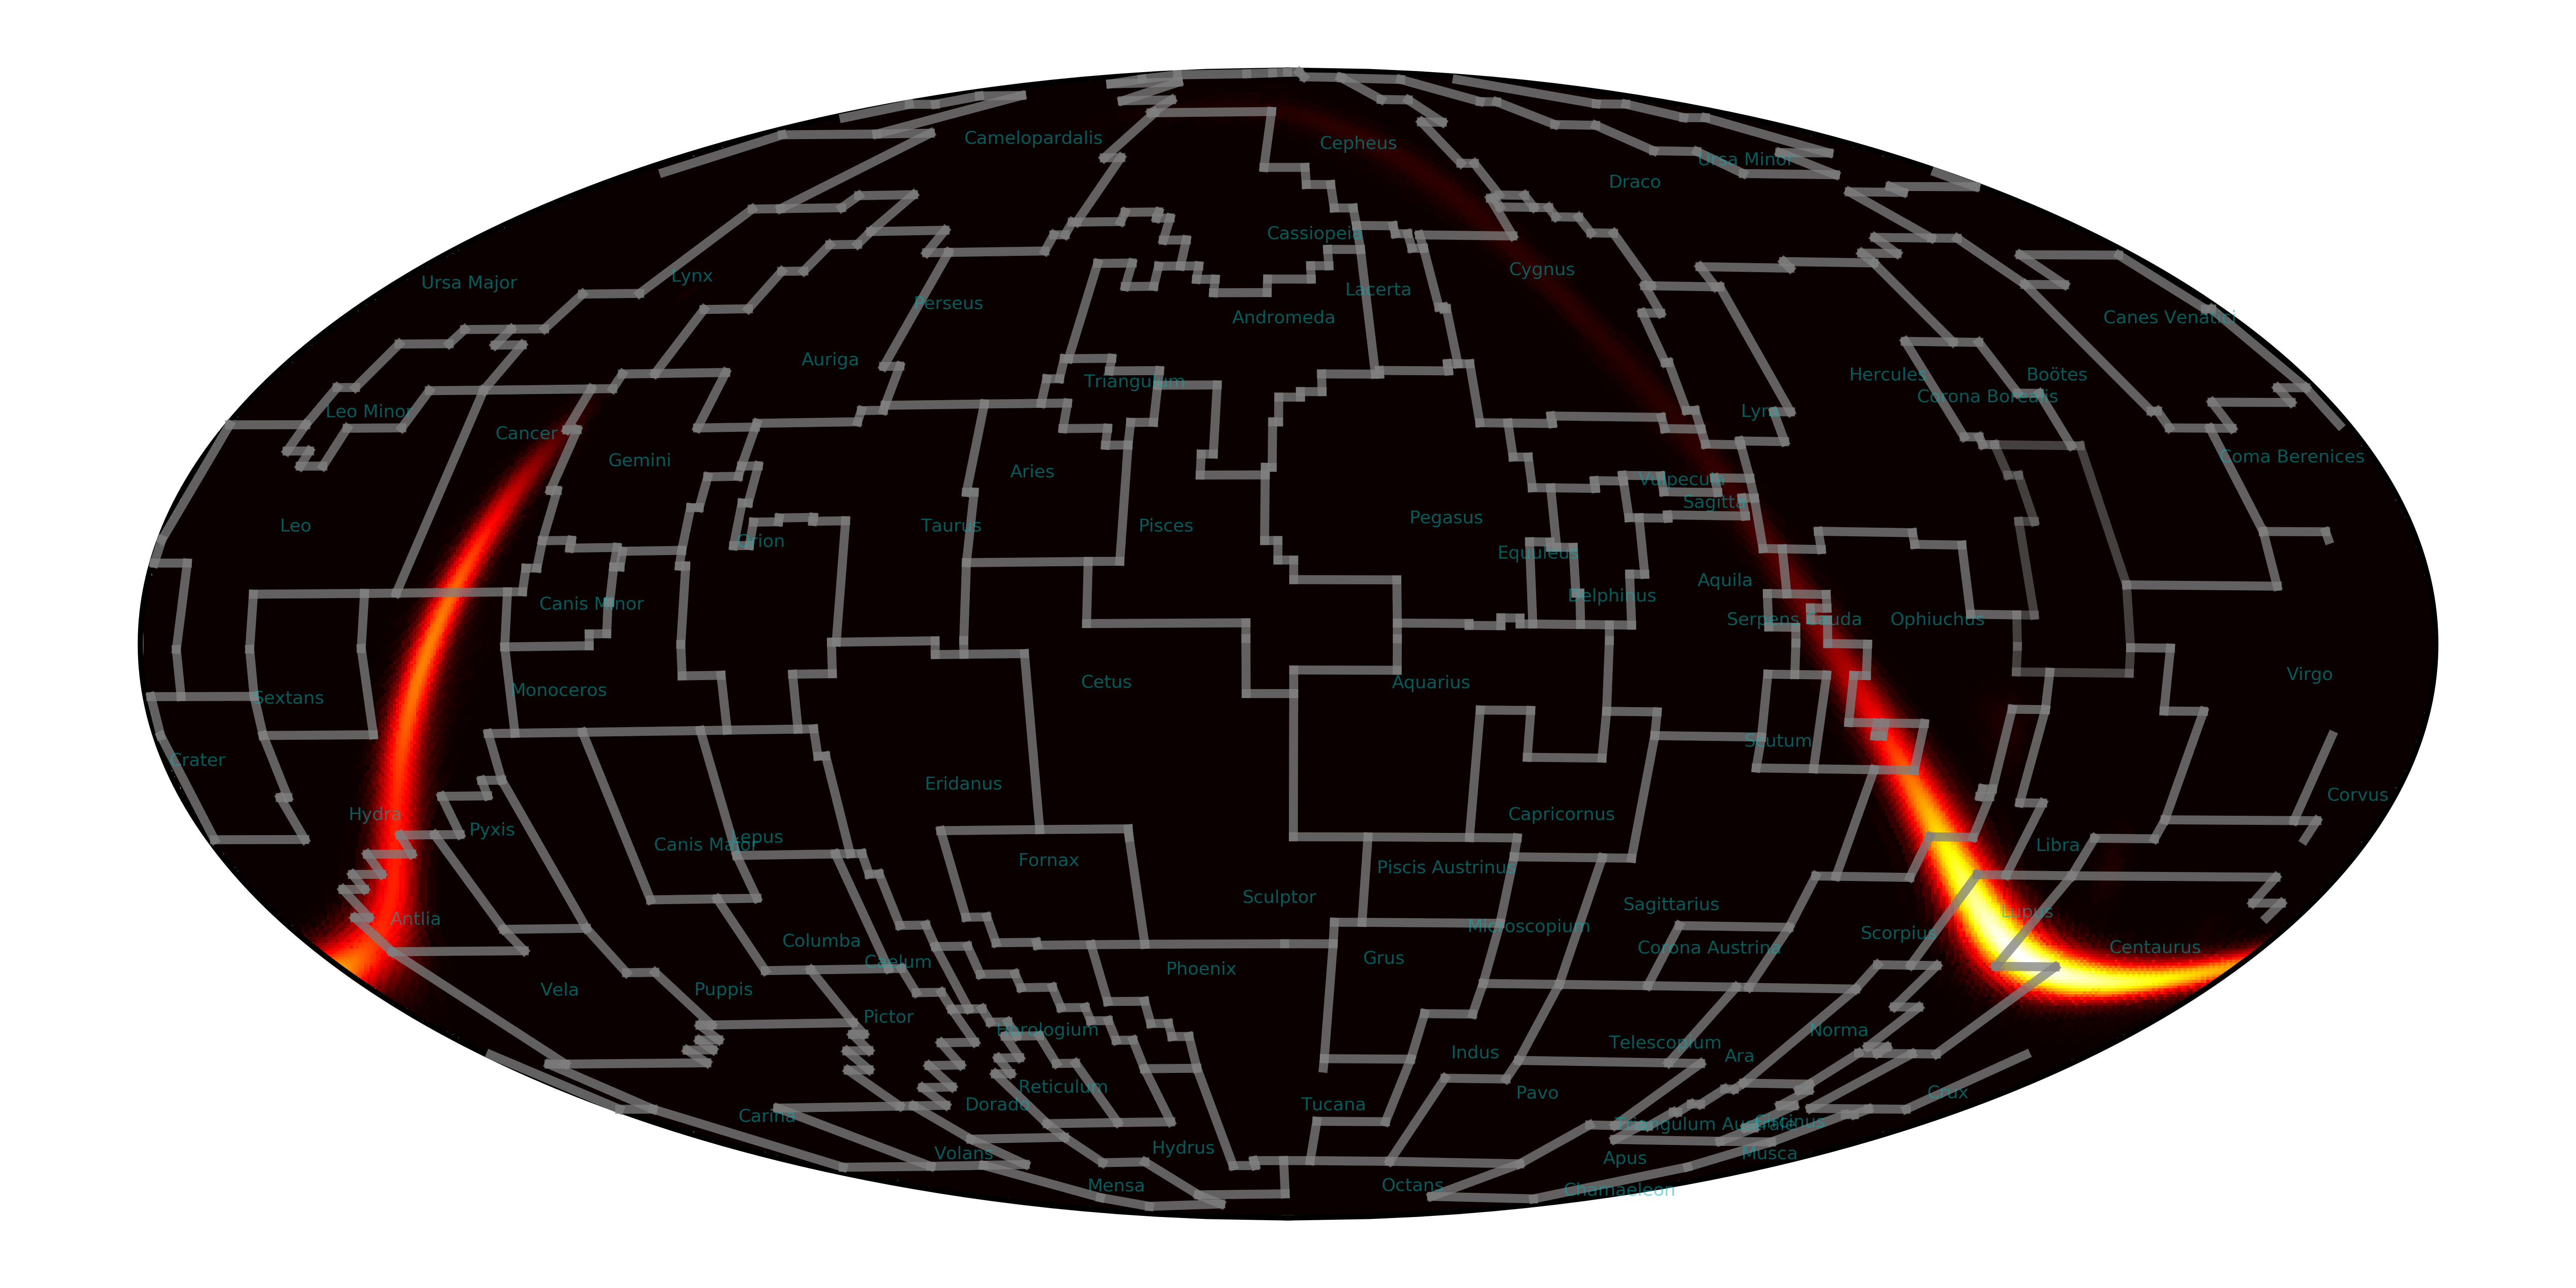 Camelopardalis
Cepheus
Ursa Minor
Draco
Cassiopeia
Cygnus
Ursa Major
Lynx
Lacerta
Perseus
Andromeda
Canes Venatici
Auriga
Triangulum
Hercules
Boötes
Corona Borealis
Leo Minor
Lyra
Cancer
Gemini
Coma Berenices
Aries
Vulpecula
Sagitta
Leo
Taurus
Pisces
Pegasus
Orion
Equuleus
Aquila
Delphinus
Canis Minor
Serpens Cauda
Ophiuchus
Virgo
Cetus
Aquarius
Monoceros
Sextans
Scutum
Crater
Eridanus
Corvus
Hydra
Capricornus
Pyxis
Lepus
Canis Major
Libra
Fornax
Piscis Austrinus
Sculptor
Sagittarius
Lupus
Antlia
Microscopium
Scorpius
Columba
Corona Austrina
Centaurus
Grus
Caelum
Phoenix
Vela
Puppis
Pictor
Horologium
Norma
Telescopium
Indus
Ara
Reticulum
Pavo
Crux
Dorado
Tucana
Carina
Circinus
Triangulum Australe
Hydrus
Volans
Musca
Apus
Mensa
Octans
Chamaeleon